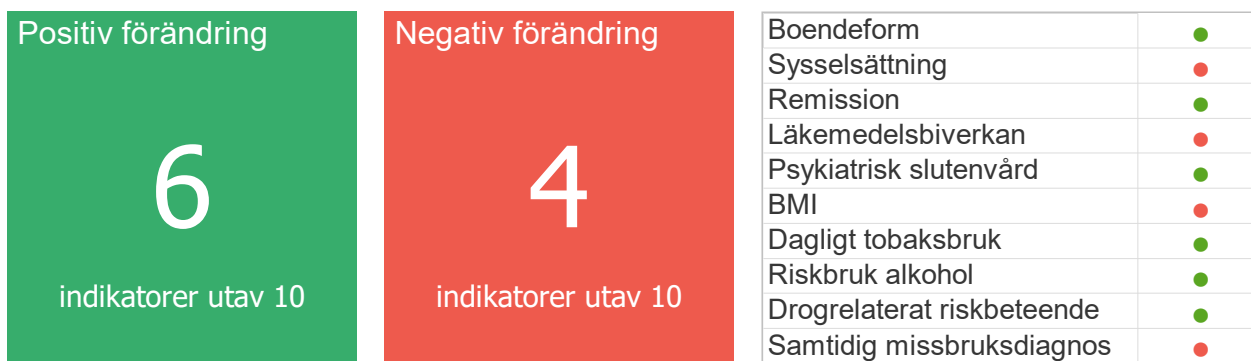 Positiv förändring
6
indikatorer utav 10
Negativ förändring
4
indikatorer utav 10
Boendeform
Sysselsättning
Remission
Läkemedelsbiverkan
Psykiatrisk slutenvård
BMI
Dagligt tobaksbruk
Riskbruk alkohol
Drogrelaterat riskbeteende
Samtidig missbruksdiagnos